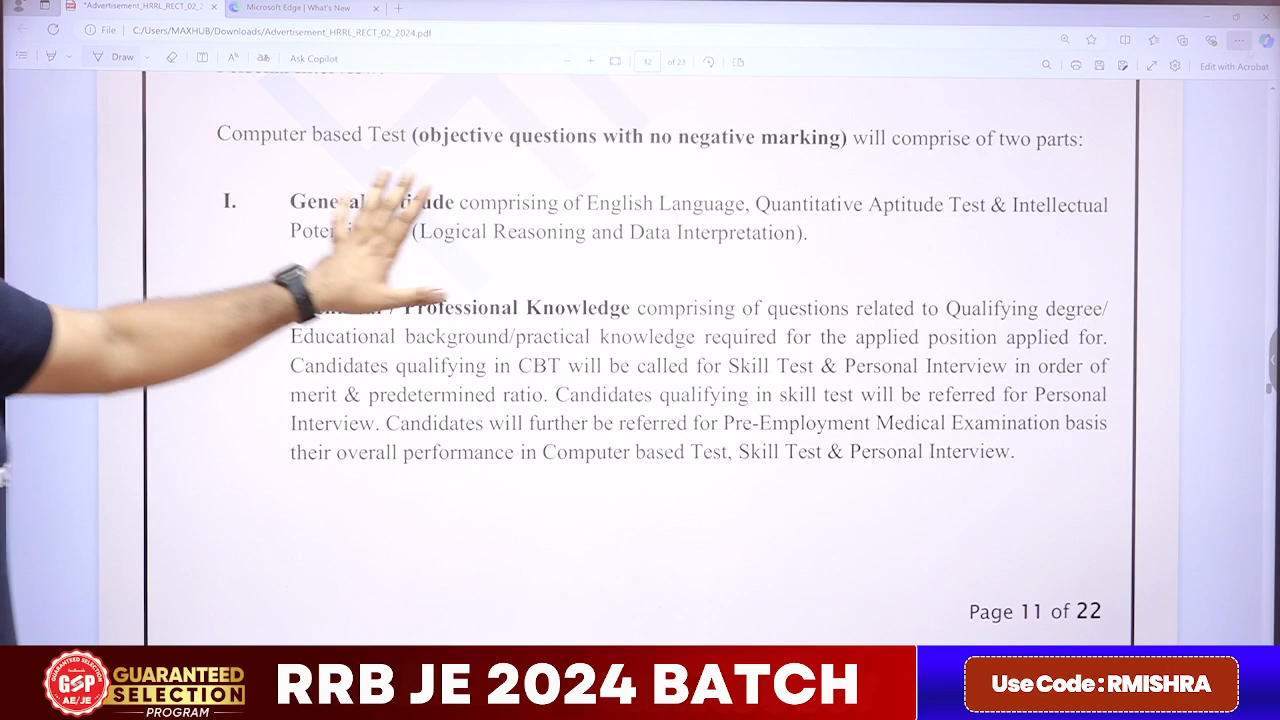 *Advertisement_HRRL_RECT_02_2
Microsoft Edge | What's New
File C:/Users/MAXHUB/Downloads/Advertisement_HRRL_RECT_02_2024.pdf
Draw Ask Copilot 12 of 23 Edit with Acrobat
Computer based Test (objective questions with no negative marking) will comprise of two parts:
I. General Aptitude comprising of English Language, Quantitative Aptitude Test & Intellectual
(Logical Reasoning and Data Interpretation).
/ Professional Knowledge comprising of questions related to Qualifying degree/
Educational background/practical knowledge required for the applied position applied for.
Candidates qualifying in CBT will be called for Skill Test & Personal Interview in order of
merit & predetermined ratio. Candidates qualifying in skill test will be referred for Personal
Interview. Candidates will further be referred for Pre-Employment Medical Examination basis
their overall performance in Computer based Test, Skill Test & Personal Interview.
Page 11 of 22
GUARANTEED SELECTION
GSP
AE/JE
GUARANTEED
SELECTION
PROGRAM
RRB JE 2024 BATCH
Use Code : RMISHRA